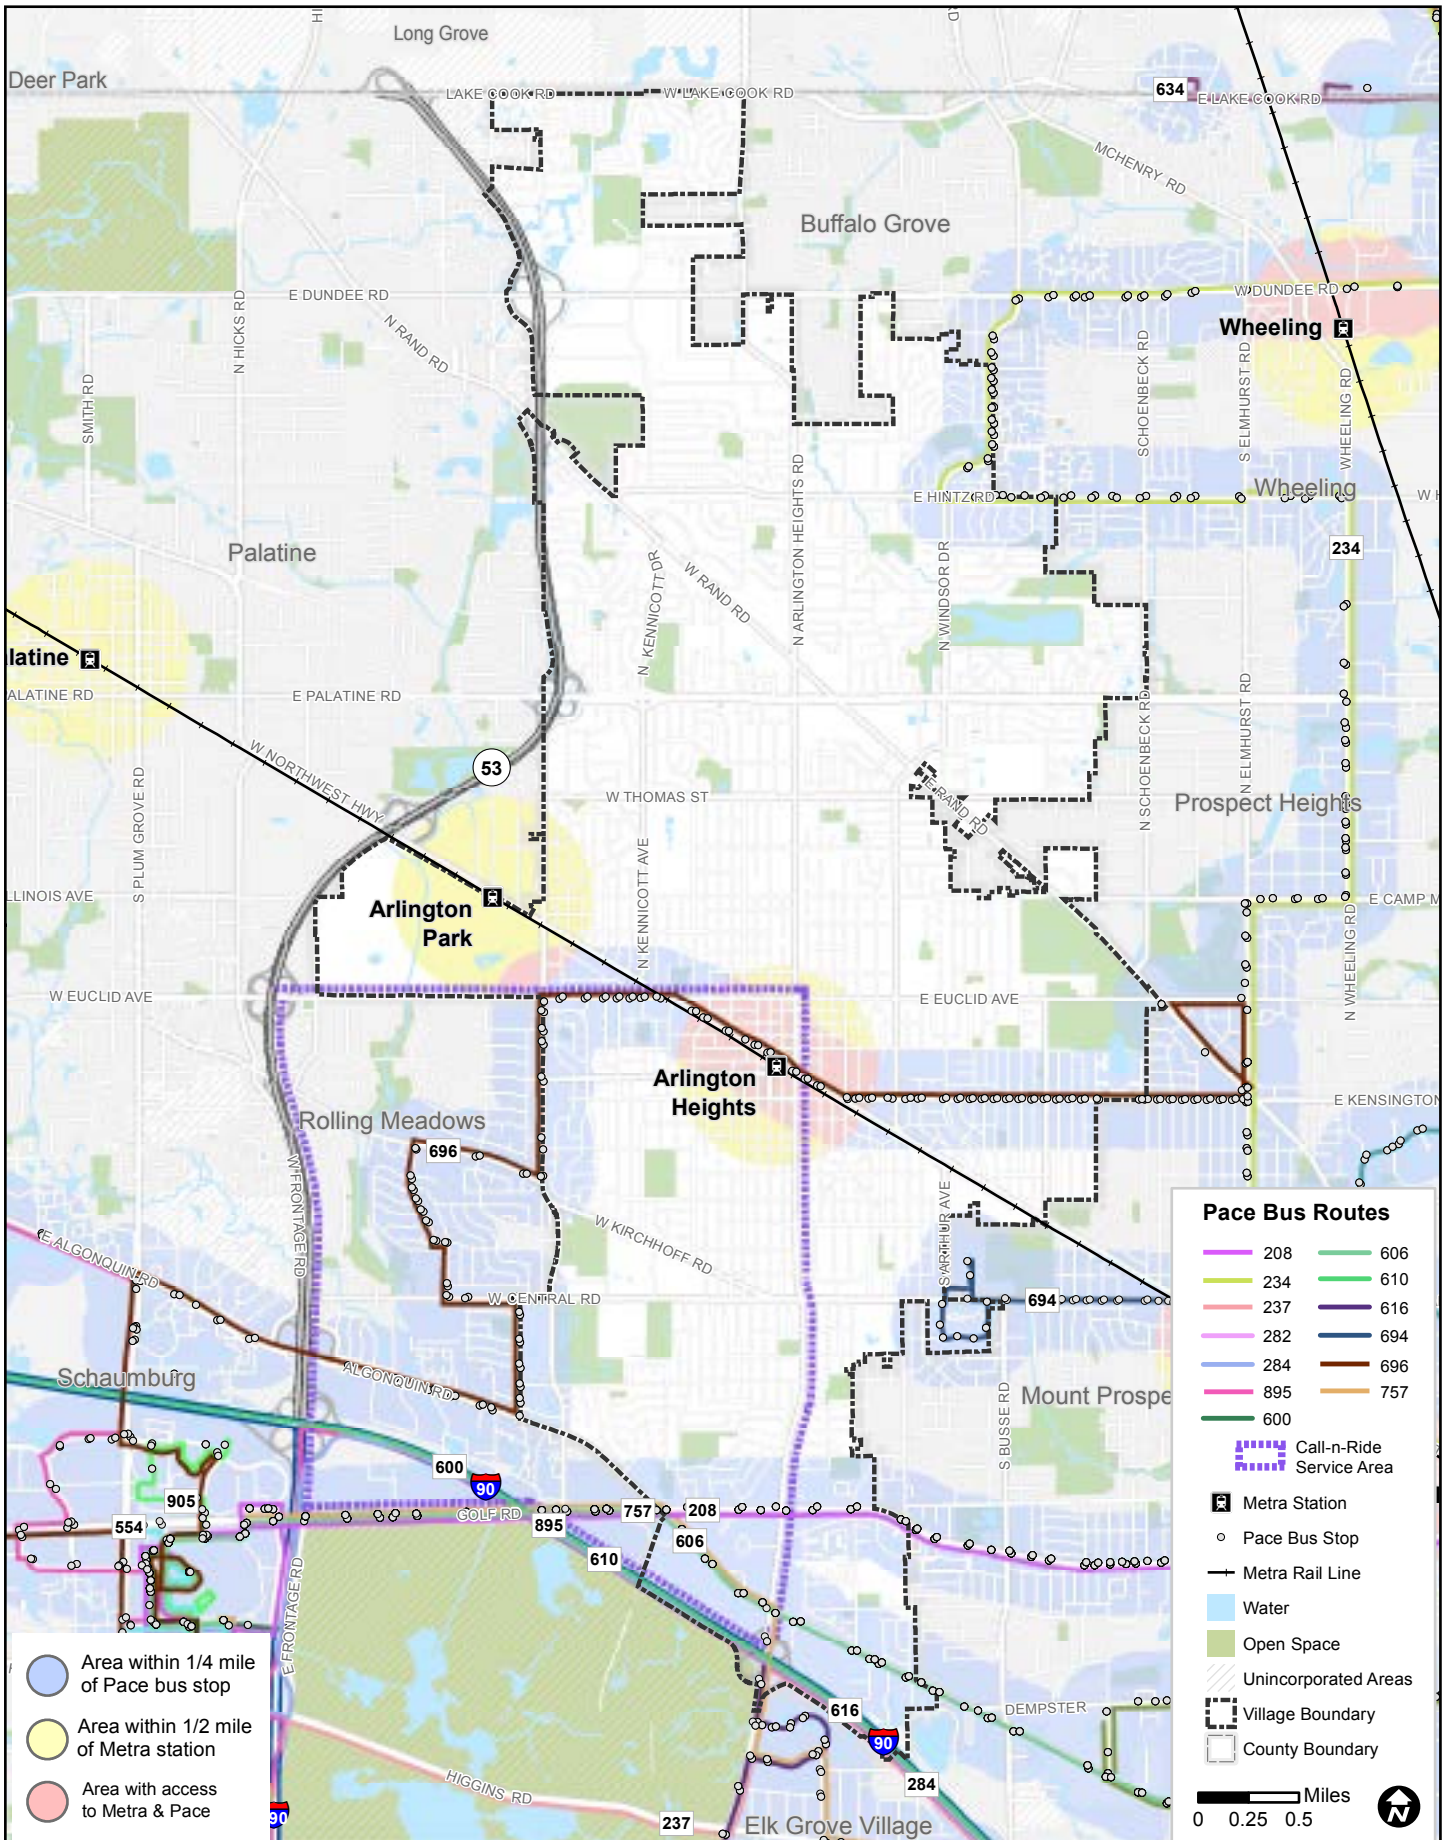 Long Grove
Deer Park
LAKE COOK RD
W LAKE COOK RD
634
E LAKE COOK RD
MCHENRY RD
Buffalo Grove
E DUNDEE RD
W DUNDEE RD
N HICKS RD
N RAND RD
Wheeling
SMITH RD
SCHOENBECK RD
S ELMHURST RD
WHEELING RD
N ARLINGTON HEIGHTS RD
E HINTZ RD
Wheeling
234
Palatine
N KENNICOTT DR
W RAND RD
N WINDSOR DR
latine
ALATINE RD
E PALATINE RD
N SCHOENBECK RD
N ELMHURST RD
W NORTHWEST HWY
53
S PLUM GROVE RD
W THOMAS ST
E RAND RD
Prospect Heights
N KENNICOTT AVE
LLINOIS AVE
E CAMP M
Arlington
Park
N WHEELING RD
W EUCLID AVE
E EUCLID AVE
Arlington
Heights
E KENSINGTON
Rolling Meadows
696
W FRONTAGE RD
S ARTHUR AVE
W KIRCHHOFF RD
E ALGONQUIN RD
W CENTRAL RD
694
Schaumburg
ALGONQUIN RD
Mount Prospe
S BUSSE RD
600
90
905
554
GOLF RD
895
757
208
606
610
E FRONTAGE RD
616
90
DEMPSTER
284
HIGGINS RD
237
Elk Grove Village
90
Pace Bus Routes
208
606
234
610
237
616
282
694
284
696
895
757
600
Call-n-Ride
Service Area
Metra Station
Pace Bus Stop
Metra Rail Line
Water
Open Space
Unincorporated Areas
Village Boundary
County Boundary
Miles
0 0.25 0.5
N
Area within 1/4 mile
of Pace bus stop
Area within 1/2 mile
of Metra station
Area with access
to Metra & Pace